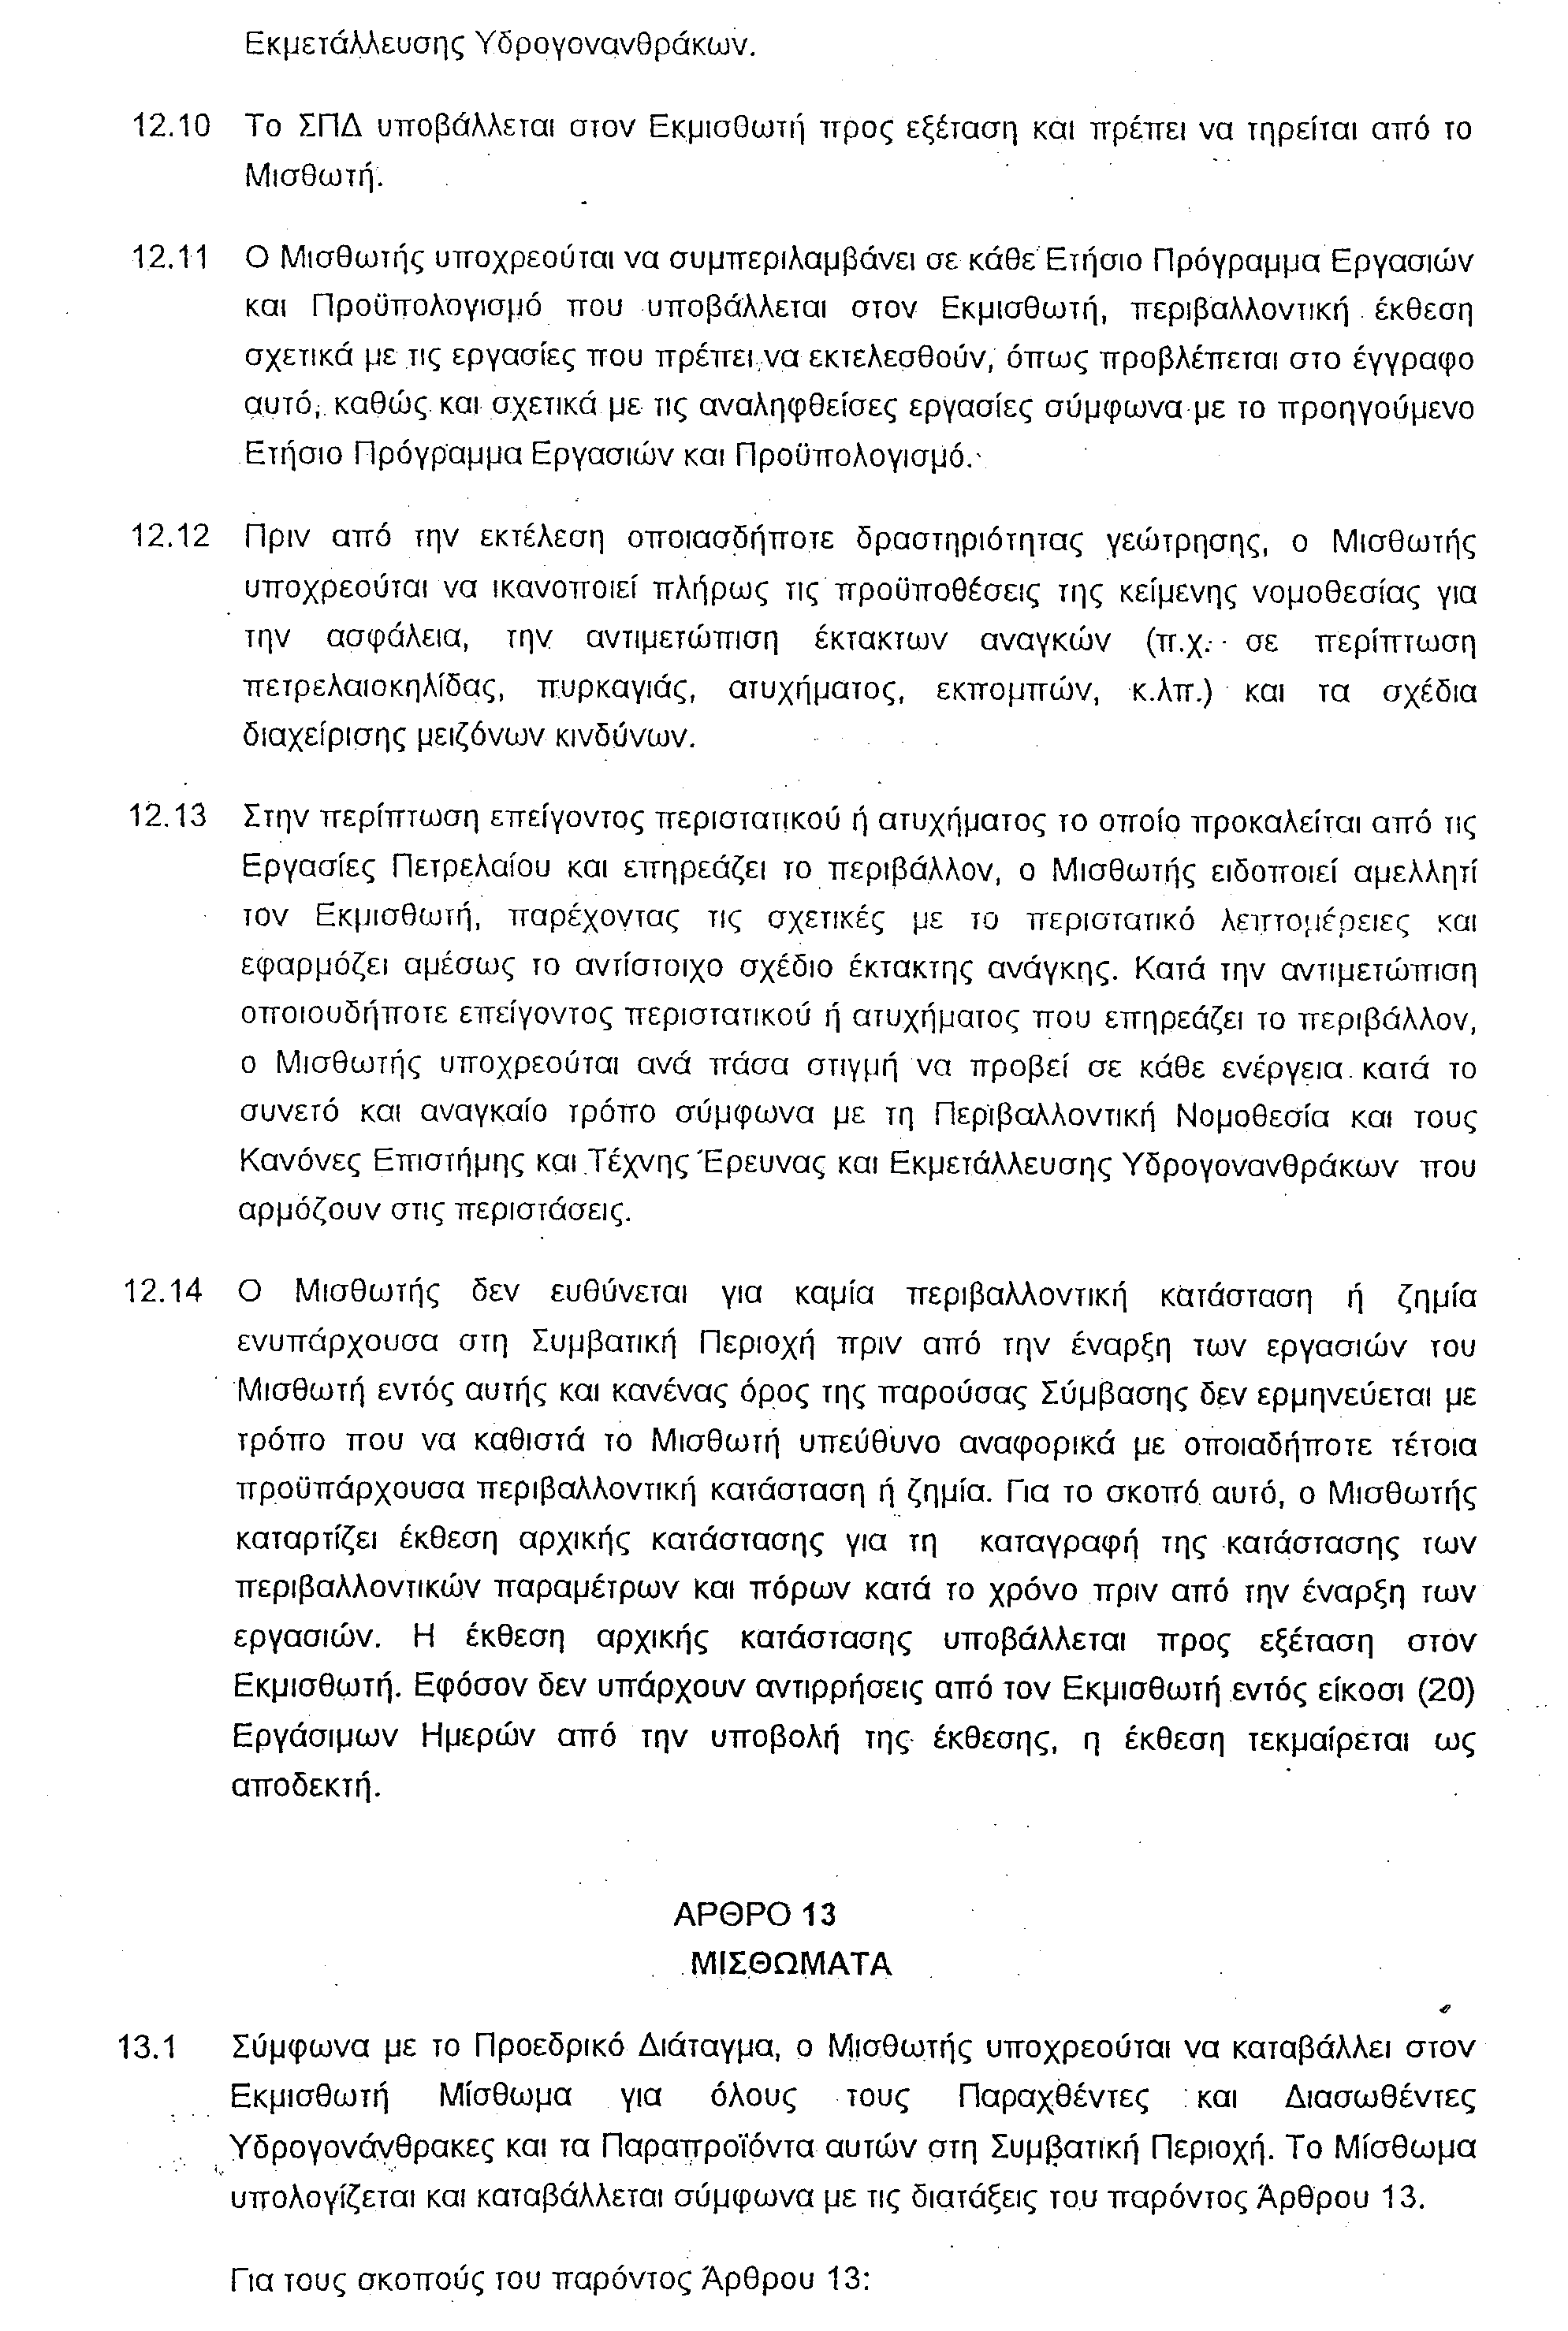 Εκμετάλλευσης Υδρογονανθράκων.
12.10 Το ΣΠΔ υποβάλλεται στον Εκμισθωτή προς εξέταση και πρέπει να τηρείται από το
Μισθωτή.
12.11 Ο Μισθωτής υποχρεούται να συμπεριλαμβάνει σε κάθε Ετήσιο Πρόγραμμα Εργασιών
και Προϋπολογισμό που υποβάλλεται στον Εκμισθωτή, περιβαλλοντική έκθεση
σχετικά με τις εργασίες που πρέπει να εκτελεσθούν, όπως προβλέπεται στο έγγραφο
αυτό, καθώς και σχετικά με τις αναληφθείσες εργασίες σύμφωνα με το προηγούμενο
Ετήσιο Πρόγραμμα Εργασιών και Προϋπολογισμό.
12.12 Πριν από την εκτέλεση οποιασδήποτε δραστηριότητας γεώτρησης, ο Μισθωτής
υποχρεούται να ικανοποιεί πλήρως τις προϋποθέσεις της κείμενης νομοθεσίας για
την ασφάλεια, την αντιμετώπιση έκτακτων αναγκών (π.χ. σε περίπτωση
πετρελαιοκηλίδας, πυρκαγιάς, ατυχήματος, εκπομπών, κ.λπ.) και τα σχέδια
διαχείρισης μειζόνων κινδύνων.
12.13 Στην περίπτωση επείγοντος περιστατικού ή ατυχήματος το οποίο προκαλείται από τις
Εργασίες Πετρελαίου και επηρεάζει το περιβάλλον, ο Μισθωτής ειδοποιεί αμελλητί
τον Εκμισθωτή, παρέχοντας τις σχετικές με το περιστατικό λεπτομέρειες και
εφαρμόζει αμέσως το αντίστοιχο σχέδιο έκτακτης ανάγκης. Κατά την αντιμετώπιση
οποιουδήποτε επείγοντος περιστατικού ή ατυχήματος που επηρεάζει το περιβάλλον,
ο Μισθωτής υποχρεούται ανά πάσα στιγμή να προβεί σε κάθε ενέργεια κατά το
συνετό και αναγκαίο τρόπο σύμφωνα με τη Περιβαλλοντική Νομοθεσία και τους
Κανόνες Επιστήμης και Τέχνης Έρευνας και Εκμετάλλευσης Υδρογονανθράκων που
αρμόζουν στις περιστάσεις.
12.14 Ο Μισθωτής δεν ευθύνεται για καμία περιβαλλοντική κατάσταση ή ζημία
ενυπάρχουσα στη Συμβατική Περιοχή πριν από την έναρξη των εργασιών του
Μισθωτή εντός αυτής και κανένας όρος της παρούσας Σύμβασης δεν ερμηνεύεται με
τρόπο που να καθιστά το Μισθωτή υπεύθυνο αναφορικά με οποιαδήποτε τέτοια
προϋπάρχουσα περιβαλλοντική κατάσταση ή ζημία. Για το σκοπό αυτό, ο Μισθωτής
καταρτίζει έκθεση αρχικής κατάστασης για τη καταγραφή της κατάστασης των
περιβαλλοντικών παραμέτρων και πόρων κατά το χρόνο πριν από την έναρξη των
εργασιών. Η έκθεση αρχικής κατάστασης υποβάλλεται προς εξέταση στον
Εκμισθωτή. Εφόσον δεν υπάρχουν αντιρρήσεις από τον Εκμισθωτή εντός είκοσι (20)
Εργάσιμων Ημερών από την υποβολή της έκθεσης, η έκθεση τεκμαίρεται ως
αποδεκτή.
ΑΡΘΡΟ 13
ΜΙΣΘΩΜΑΤΑ
13.1 Σύμφωνα με το Προεδρικό Διάταγμα, ο Μισθωτής υποχρεούται να καταβάλλει στον
Εκμισθωτή Μίσθωμα για όλους τους Παραχθέντες και Διασωθέντες
Υδρογονάνθρακες και τα Παραπροϊόντα αυτών στη Συμβατική Περιοχή. Το Μίσθωμα
υπολογίζεται και καταβάλλεται σύμφωνα με τις διατάξεις του παρόντος Άρθρου 13.
Για τους σκοπούς του παρόντος Άρθρου 13: